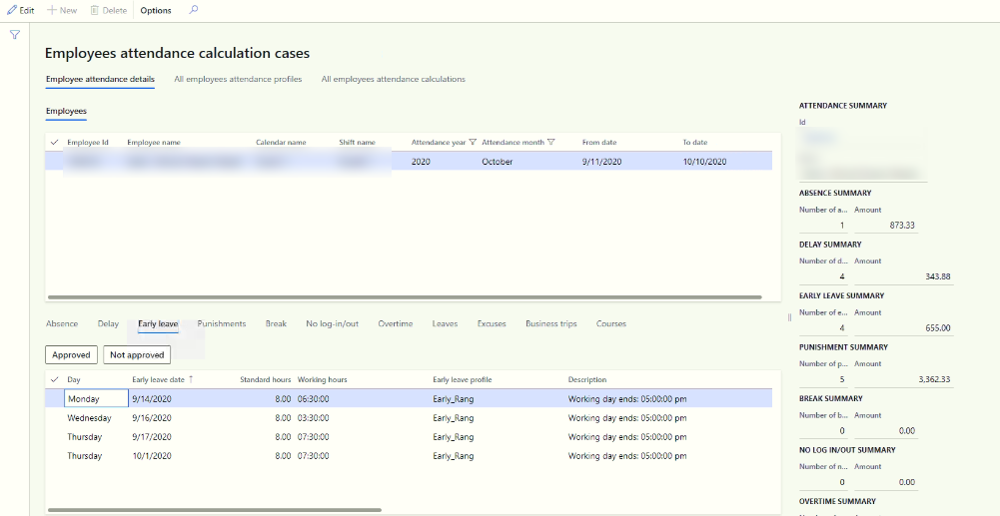 Edit New Delete Options
Employees attendance calculation cases
Employee attendance details All employees attendance profiles All employees attendance calculations
Employees
Employee Id Employee name Calendar name Shift name Attendance year Attendance month From date To date
2020 October 9/11/2020 10/10/2020
Absence Delay Early leave Punishments Break No log-in/out Overtime Leaves Excuses Business trips Courses
Approved Not approved
Day Early leave date ↑ Standard hours Working hours Early leave profile Description
Monday 9/14/2020 8.00 06:30:00 Early_Rang Working day ends: 05:00:00 pm
Wednesday 9/16/2020 8.00 03:30:00 Early_Rang Working day ends: 05:00:00 pm
Thursday 9/17/2020 8.00 07:30:00 Early_Rang Working day ends: 05:00:00 pm
Thursday 10/1/2020 8.00 07:30:00 Early_Rang Working day ends: 05:00:00 pm
ATTENDANCE SUMMARY
Id
ABSENCE SUMMARY
Number of a... Amount
1 873.33
DELAY SUMMARY
Number of d... Amount
4 343.88
EARLY LEAVE SUMMARY
Number of e... Amount
4 655.00
PUNISHMENT SUMMARY
Number of p... Amount
5 3,362.33
BREAK SUMMARY
Number of b... Amount
0 0.00
NO LOG IN/OUT SUMMARY
Number of n... Amount
0 0.00
OVERTIME SUMMARY